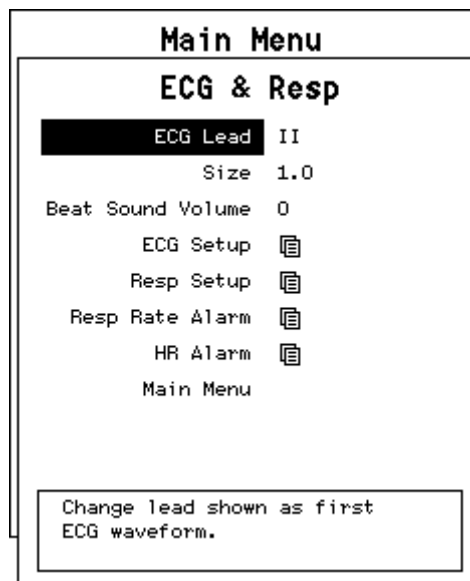 Main Menu
ECG & Resp
ECG Lead II
Size 1.0
Beat Sound Volume 0
ECG Setup
Resp Setup
Resp Rate Alarm
HR Alarm
Main Menu
Change lead shown as first
ECG waveform.